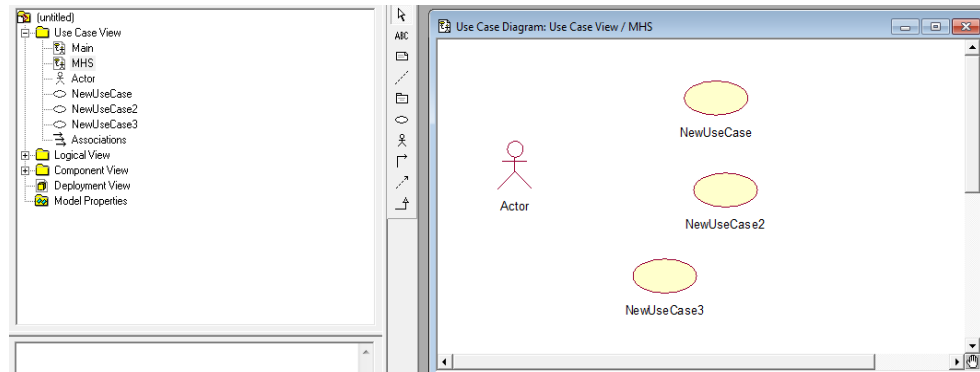 (untitled)
Use Case View
Main
MHS
Actor
NewUseCase
NewUseCase2
NewUseCase3
Associations
Logical View
Component View
Deployment View
Model Properties
ABC
Use Case Diagram: Use Case View / MHS
NewUseCase
Actor
NewUseCase2
NewUseCase3